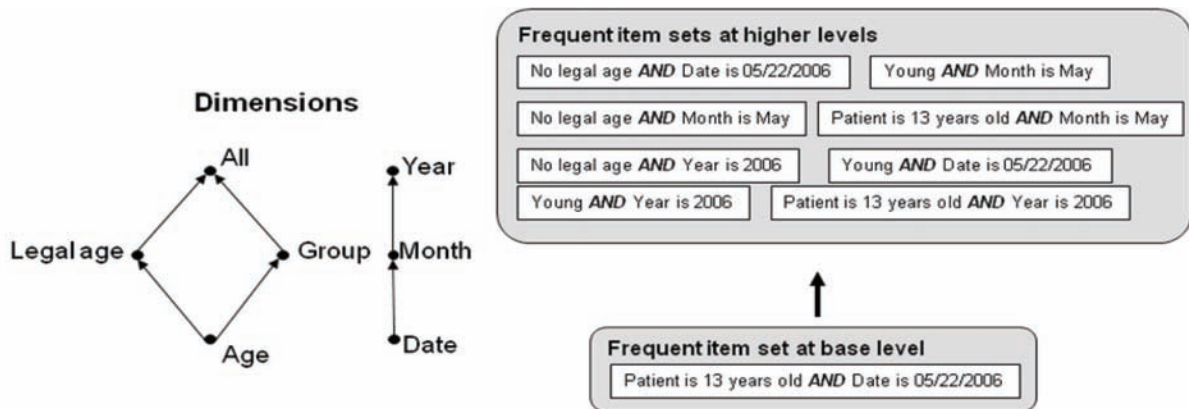 Dimensions
All
Year
Legal age
Group
Month
Age
Date
Frequent item sets at higher levels
No legal age AND Date is 05/22/2006
Young AND Month is May
No legal age AND Month is May
Patient is 13 years old AND Month is May
No legal age AND Year is 2006
Young AND Date is 05/22/2006
Young AND Year is 2006
Patient is 13 years old AND Year is 2006
Frequent item set at base level
Patient is 13 years old AND Date is 05/22/2006